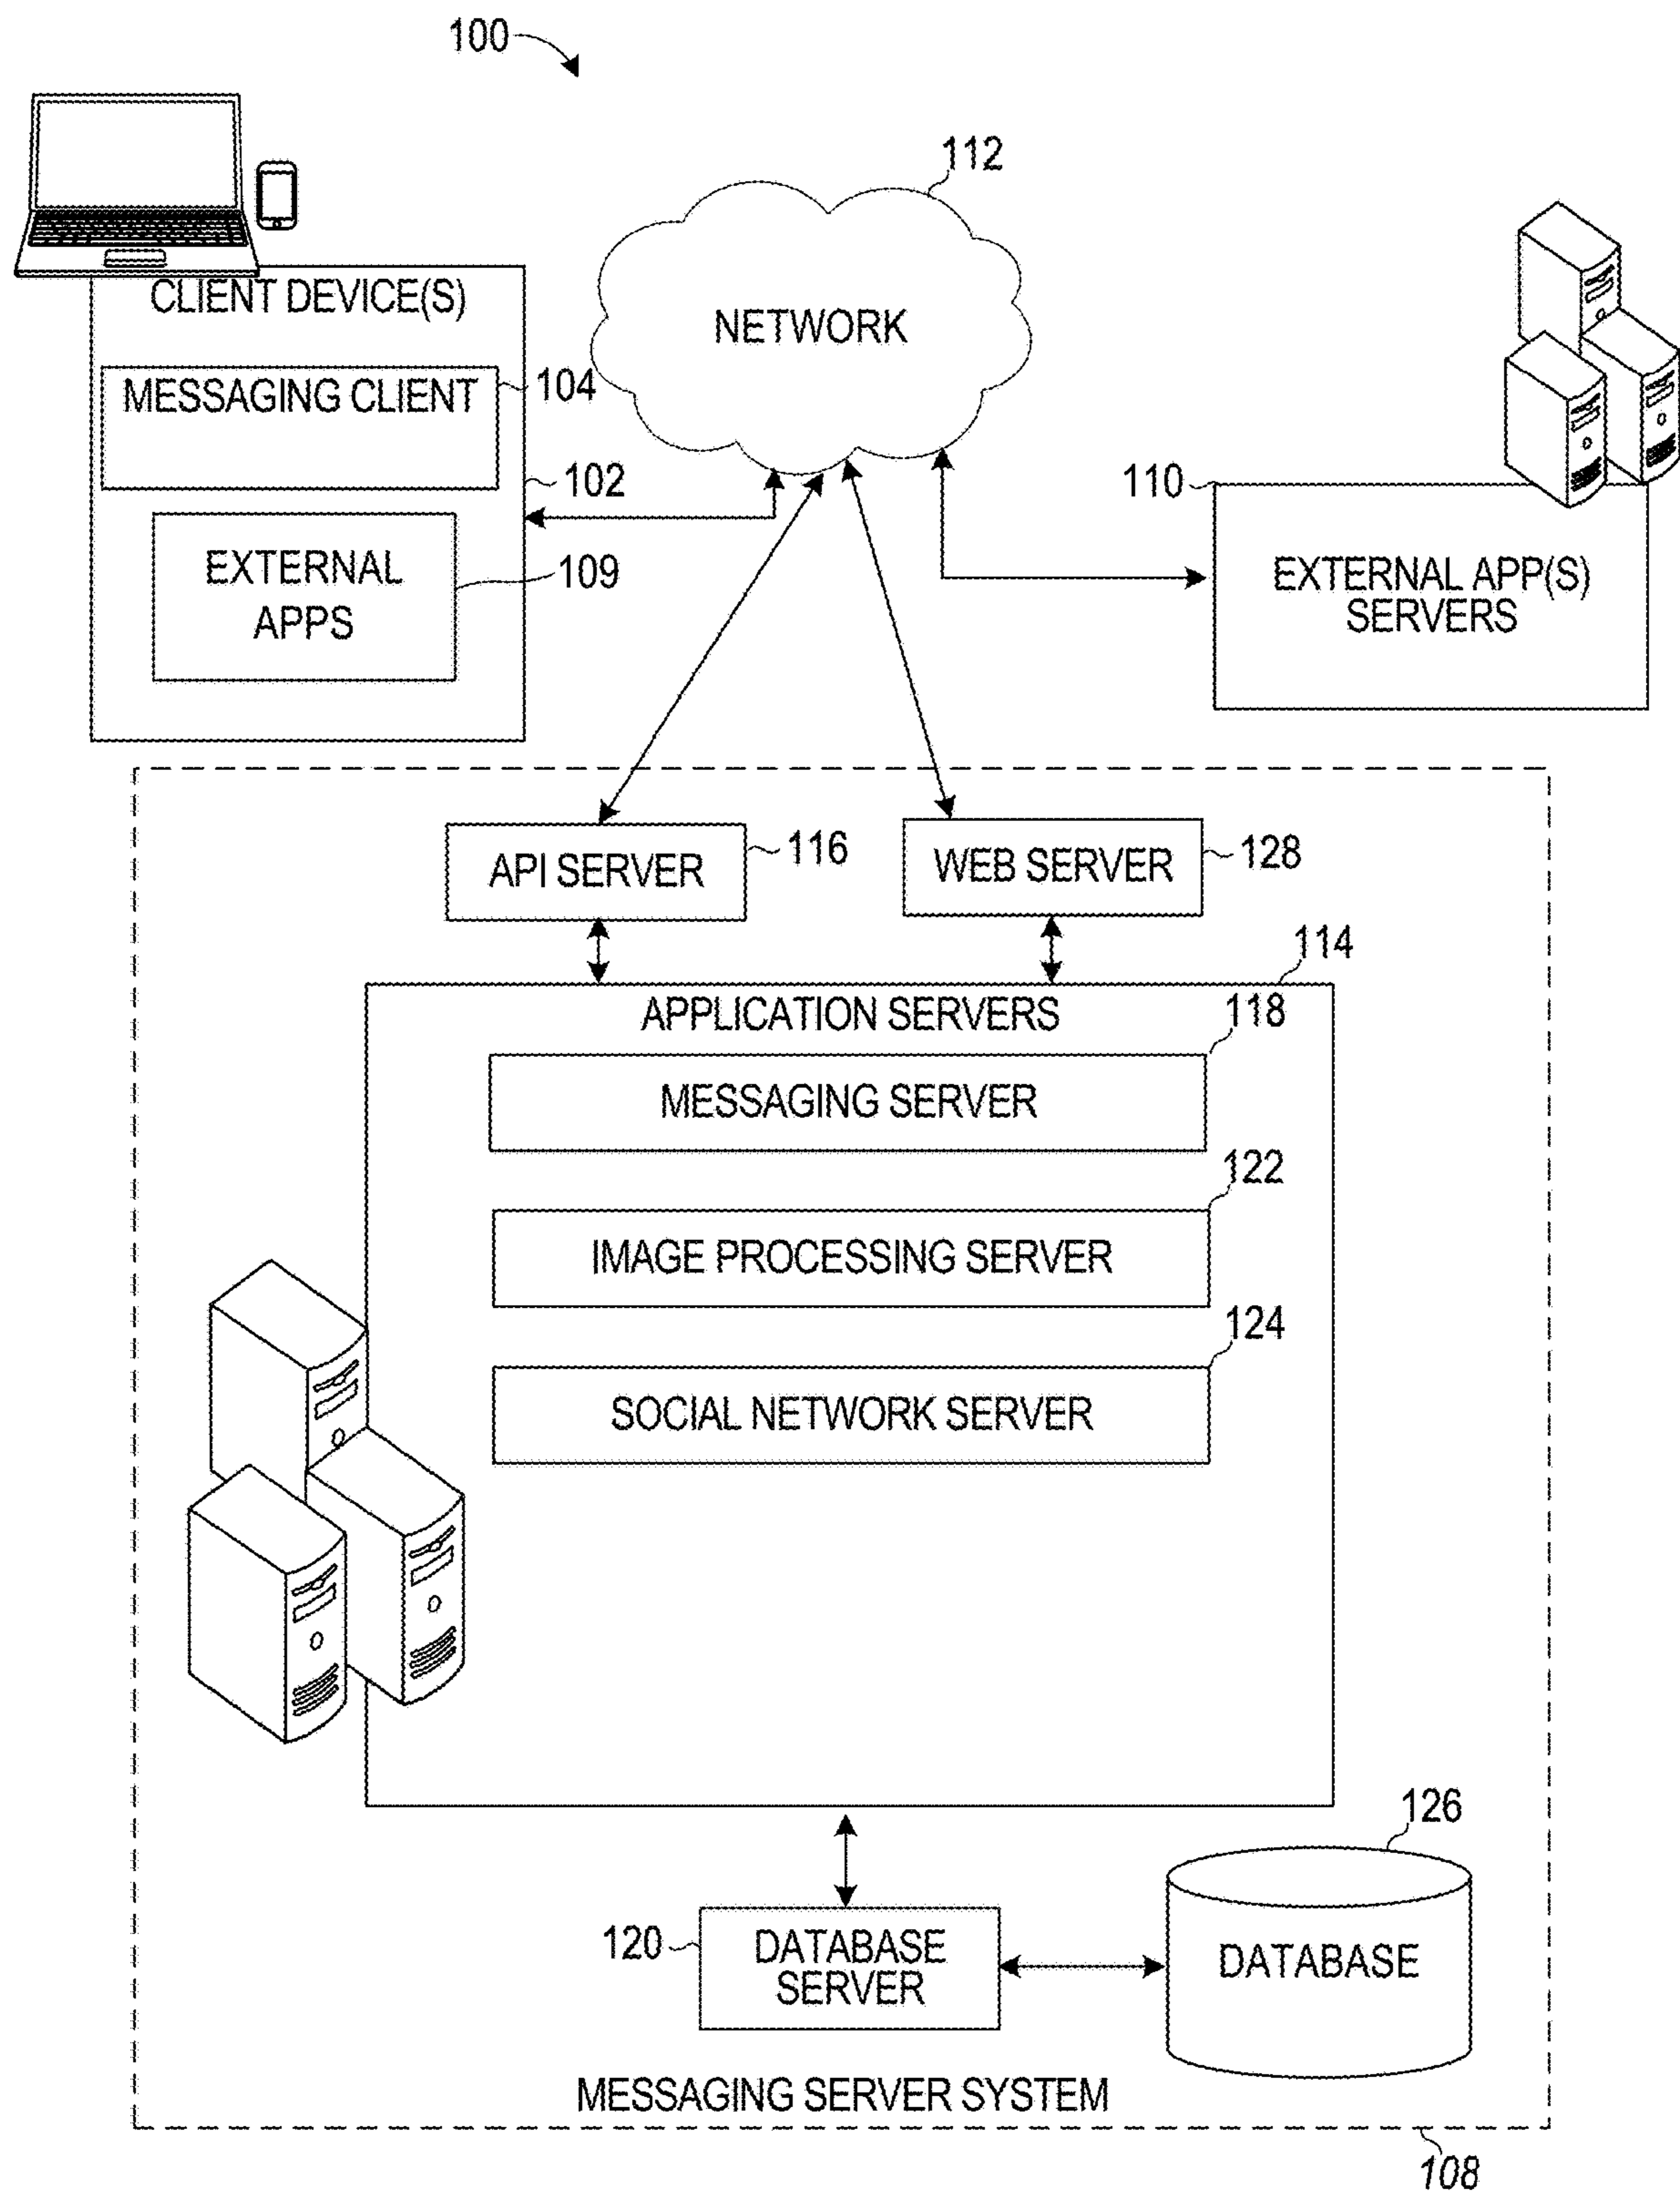 100
112
NETWORK
CLIENT DEVICE(S)
MESSAGING CLIENT
104
102
EXTERNAL
APPS
109
110
EXTERNAL APP(S)
SERVERS
API SERVER
116
WEB SERVER
128
114
APPLICATION SERVERS
118
MESSAGING SERVER
122
IMAGE PROCESSING SERVER
124
SOCIAL NETWORK SERVER
126
120
DATABASE
SERVER
DATABASE
MESSAGING SERVER SYSTEM
108